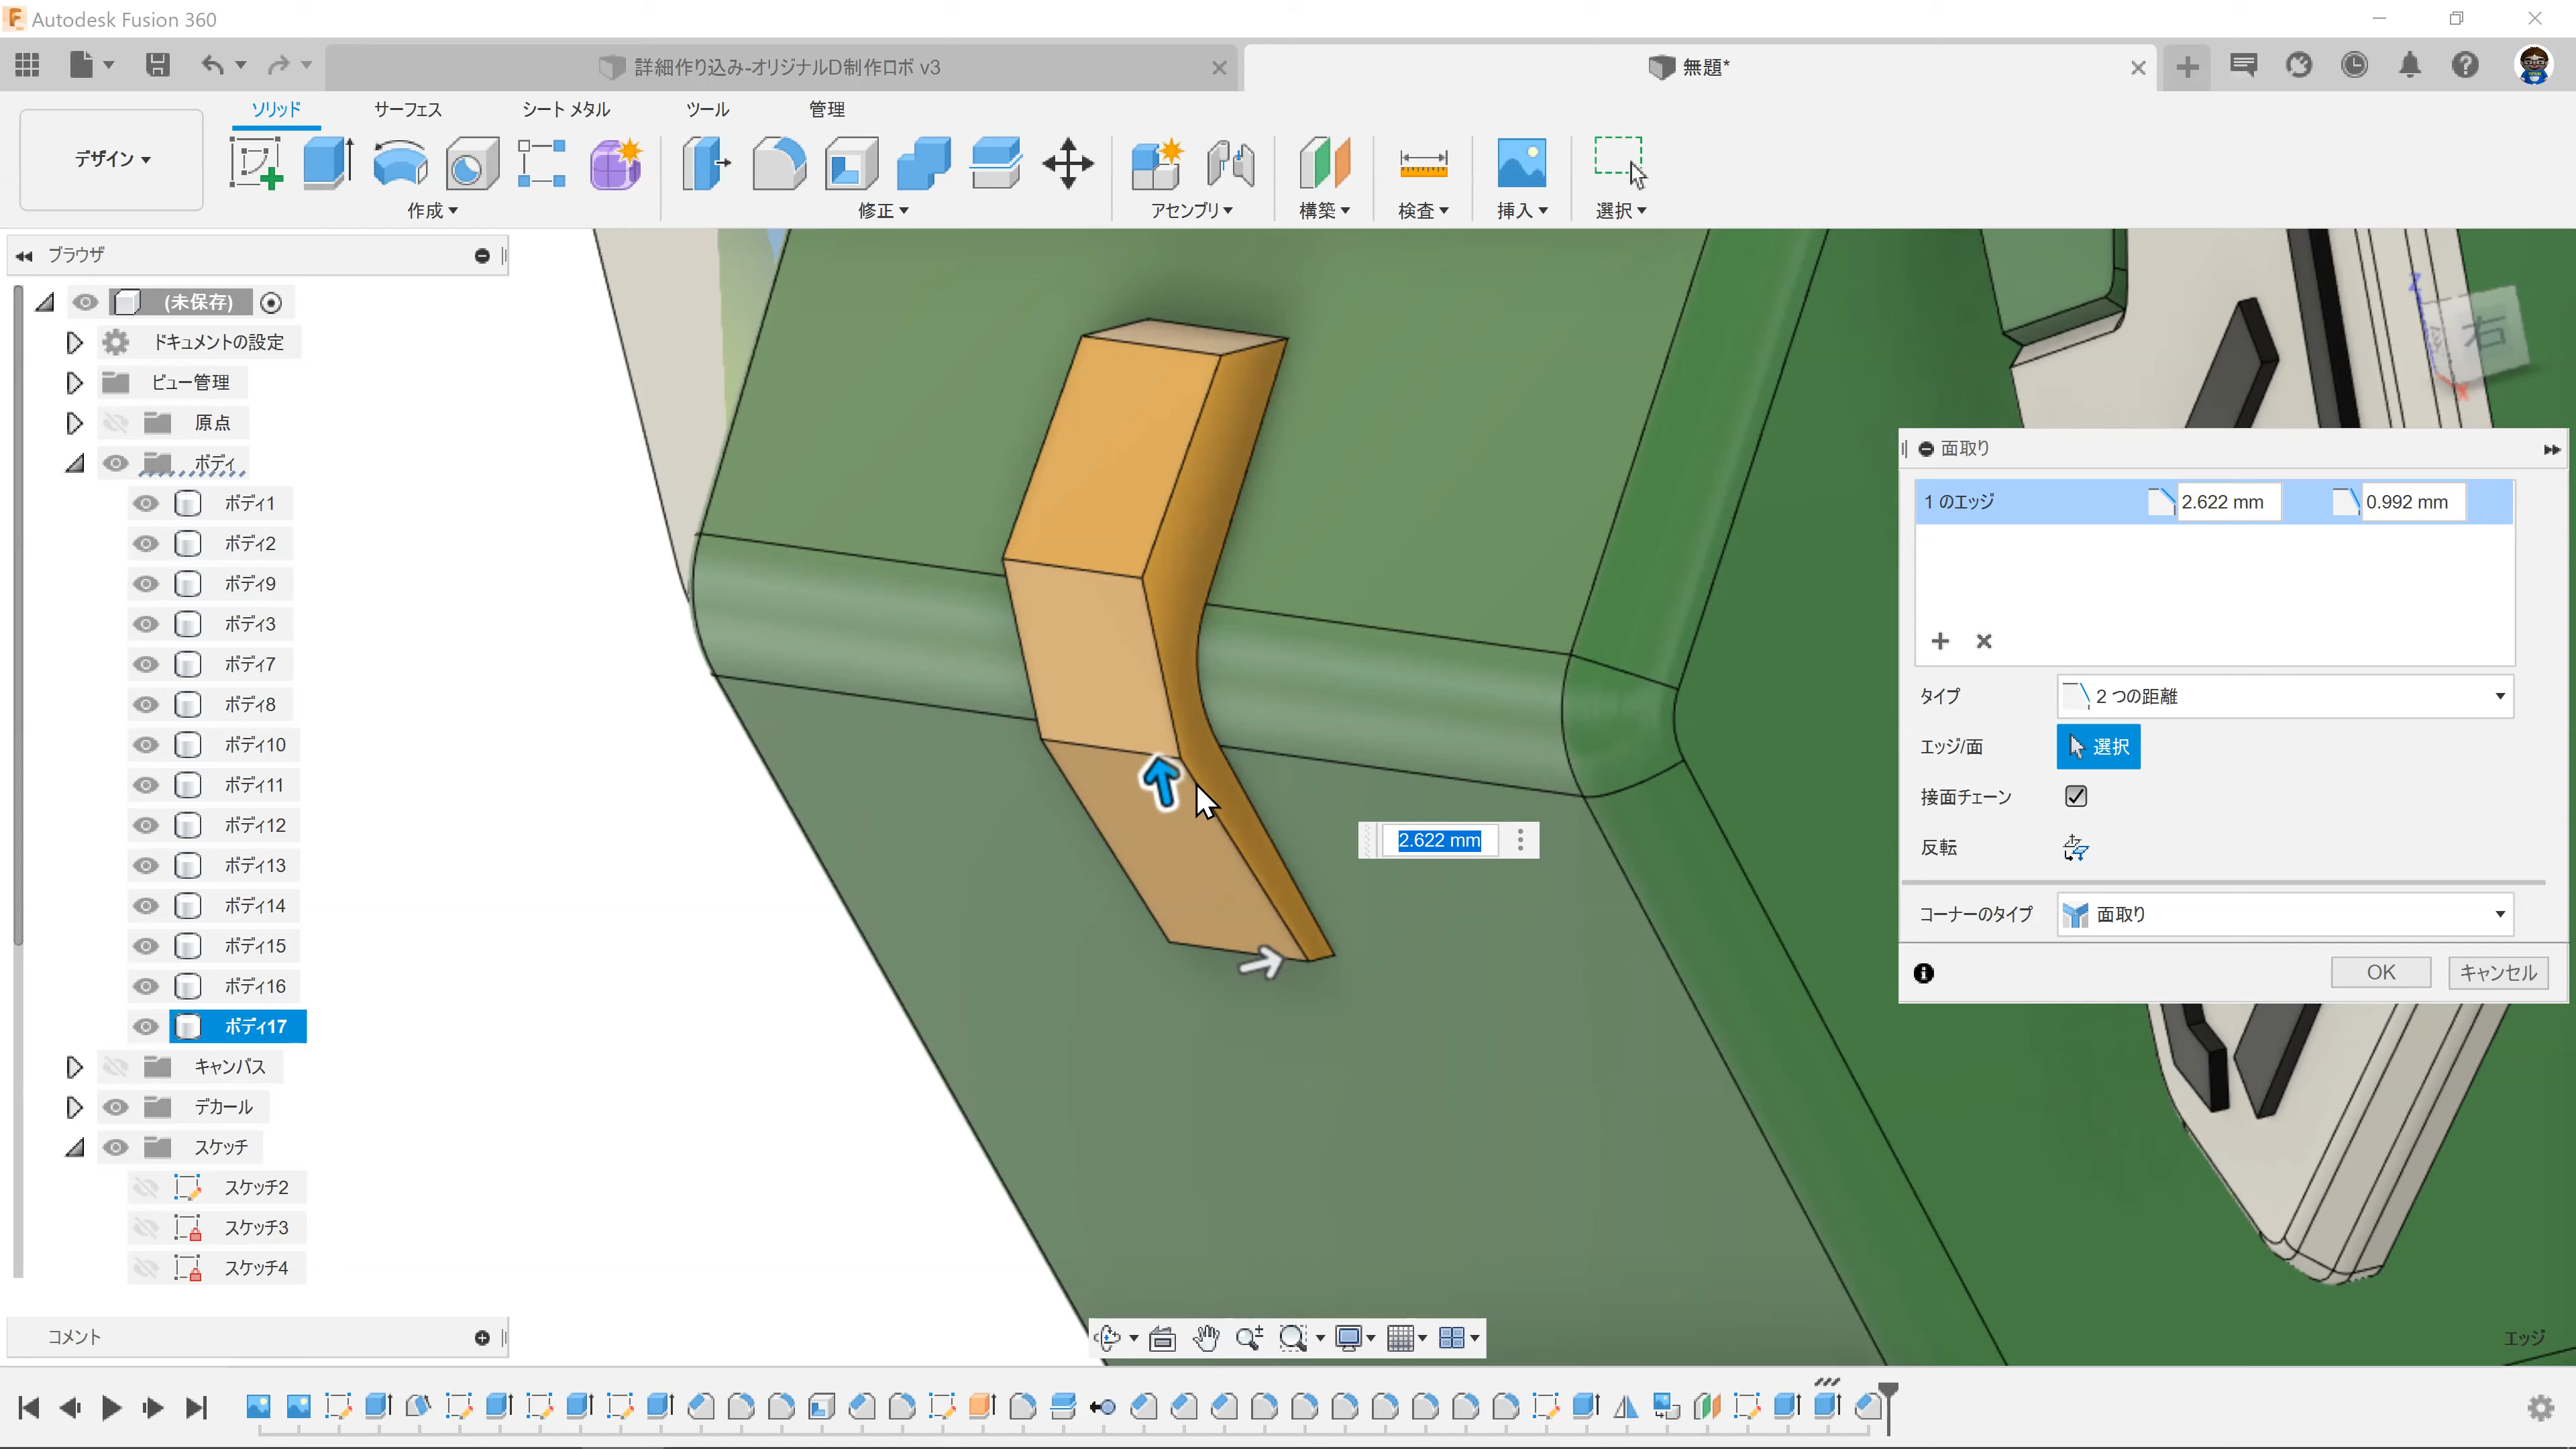 Autodesk Fusion 360
詳細作り込み-オリジナルD制作ロボ v3
無題*
デザイン
ソリッド
サーフェス
シート メタル
ツール
管理
作成
修正
アセンブリ
構築
検査
挿入
選択
ブラウザ
(未保存)
ドキュメントの設定
ビュー管理
原点
ボディ
ボディ1
ボディ2
ボディ9
ボディ3
ボディ7
ボディ8
ボディ10
ボディ11
ボディ12
ボディ13
ボディ14
ボディ15
ボディ16
ボディ17
キャンバス
デカール
スケッチ
スケッチ2
スケッチ3
スケッチ4
コメント
2.622 mm
Z
右
X
面取り
1 のエッジ
2.622 mm
0.992 mm
タイプ
2 つの距離
エッジ/面
選択
接面チェーン
反転
コーナーのタイプ
面取り
OK
キャンセル
エッジ